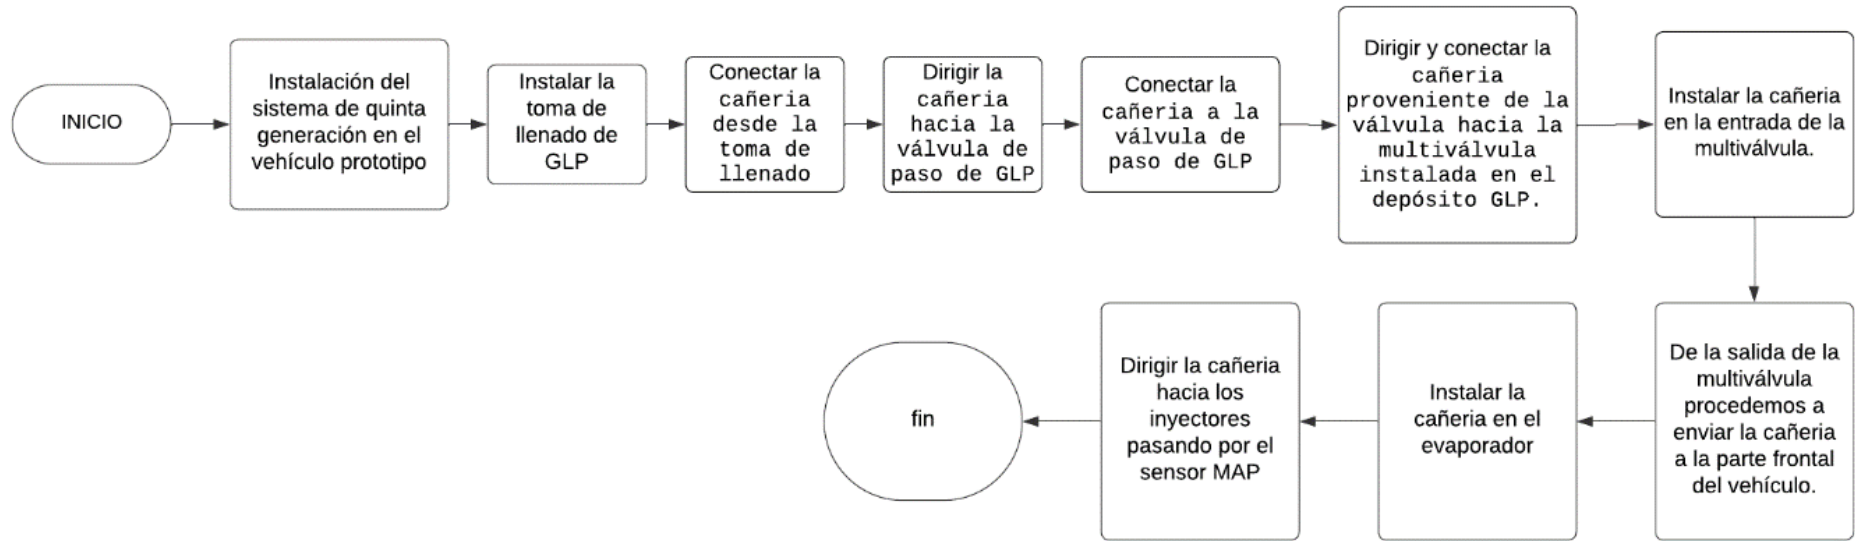 INICIO
Instalación del
sistema de quinta
generación en el
vehículo prototipo
Instalar la
toma de
llenado de
GLP
Conectar la
cañeria
desde la
toma de
llenado
Dirigir la
cañeria
hacia la
válvula de
paso de GLP
Conectar la
cañeria a la
válvula de
paso de GLP
Dirigir y conectar la
cañeria
proveniente de la
válvula hacia la
multiválvula
instalada en el
depósito GLP.
Instalar la cañeria
en la entrada de la
multiválvula.
De la salida de la
multiválvula
procedemos a
enviar la cañeria
a la parte frontal
del vehículo.
Instalar la
cañeria en el
evaporador
Dirigir la cañeria
hacia los
inyectores
pasando por el
sensor MAP
fin